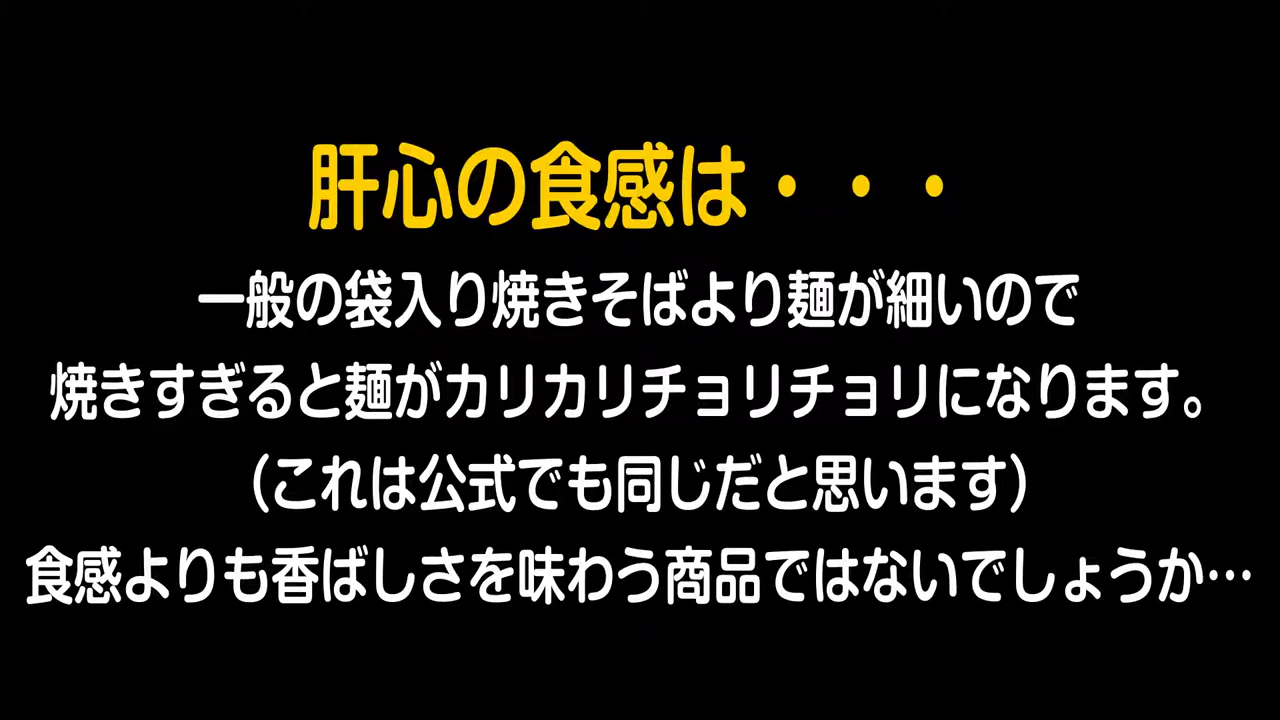 肝心の食感は・・・
一般の袋入り焼きそばより麺が細いので
焼きすぎると麺がカリカリチョリチョリになります。
（これは公式でも同じだと思います）
食感よりも香ばしさを味わう商品ではないでしょうか…